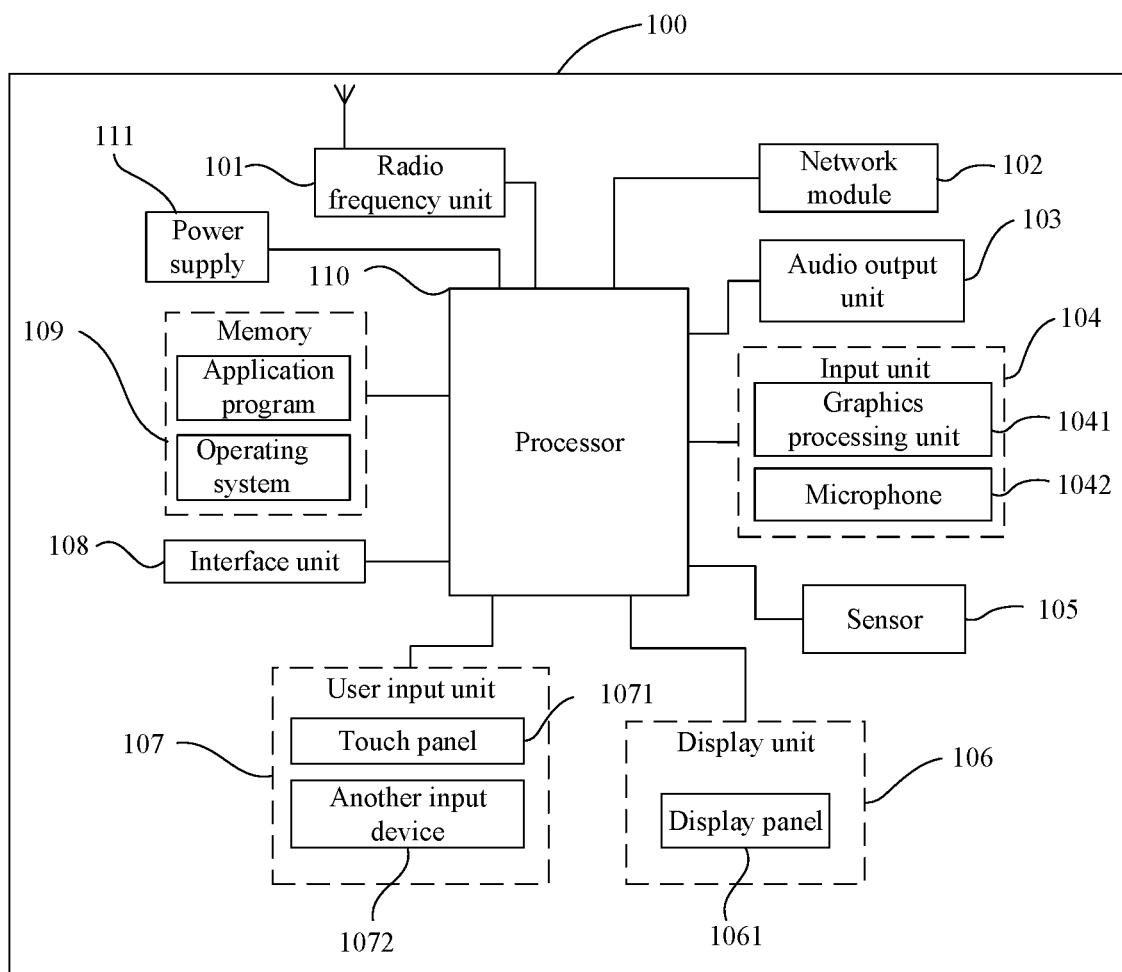 100
111
101
Radio
frequency unit
Network
module
102
Power
supply
103
Audio output
unit
110
109
Memory
Application
program
Operating
system
Processor
104
Input unit
Graphics
processing unit
1041
Microphone
1042
108
Interface unit
Sensor
105
User input unit
1071
107
Touch panel
Another input
device
1072
Display unit
106
Display panel
1061